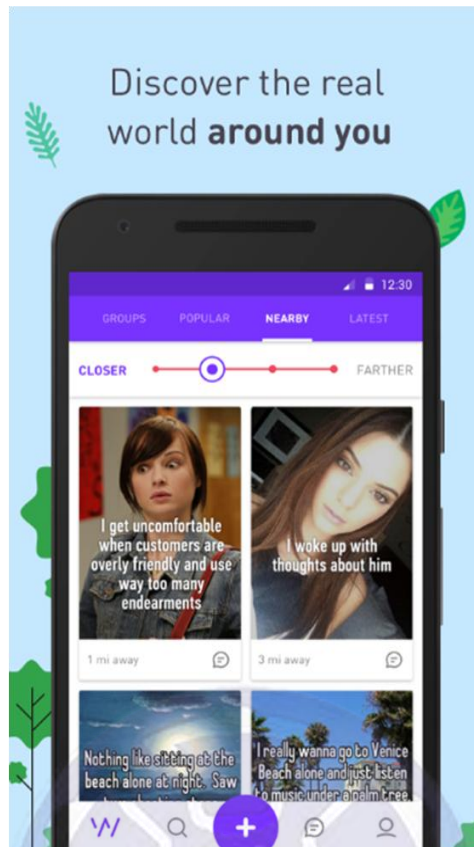 Discover the real
world around you
12:30
GROUPS POPULAR NEARBY LATEST
CLOSER FARTHER
I get uncomfortable
when customers are
overly friendly and use
way too many
endearments
1 mi away
I woke up with
thoughts about him
3 mi away
Nothing like sitting at the
beach alone at night. Saw
I really wanna go to Venice
Beach alone and just listen
to music under a palm tree.